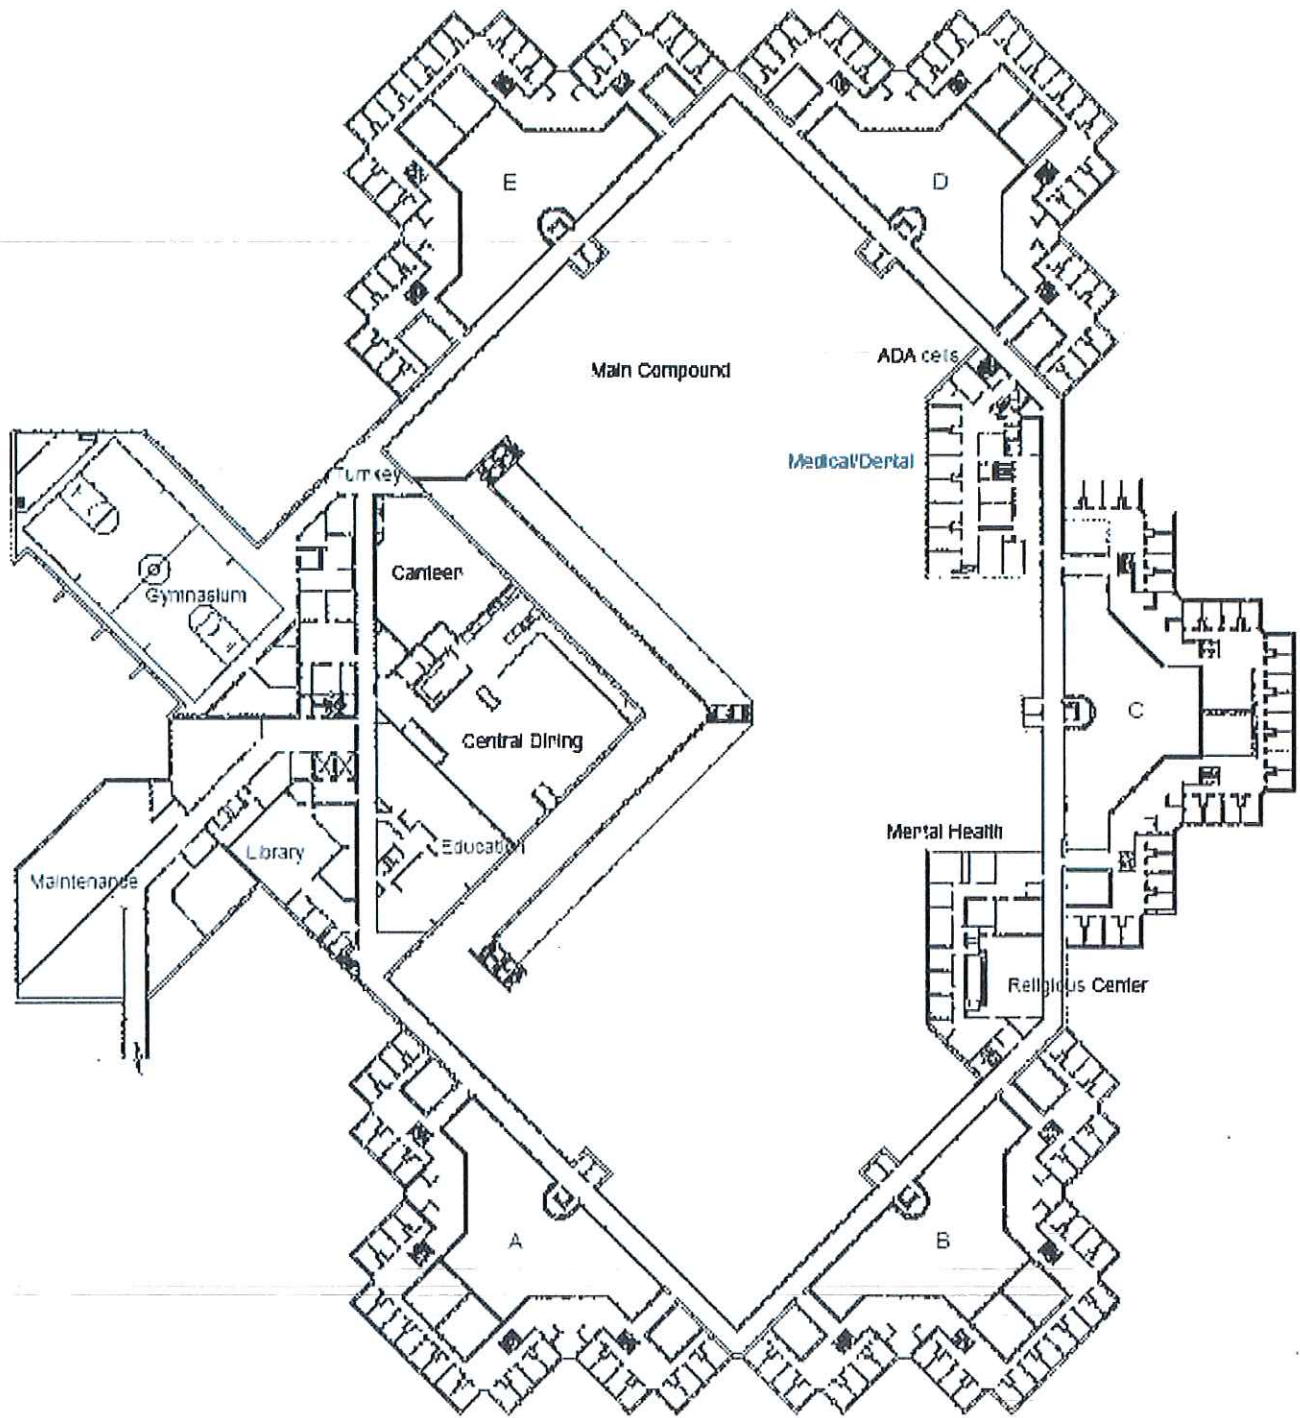 E
D
ADA cells
Main Compound
Medical/Dental
Turnkey
Canteen
Gymnasium
C
Central Dining
Mental Health
Education
Library
Maintenance
Religious Center
A
B